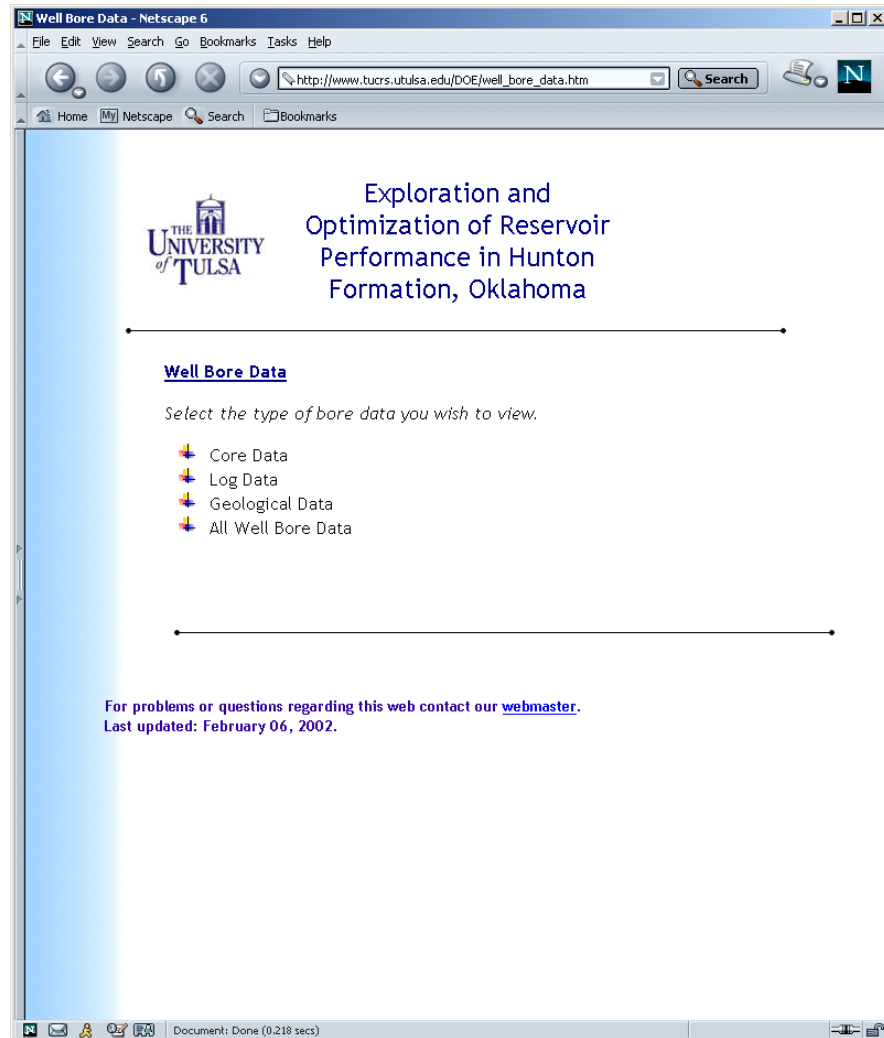 Well Bore Data - Netscape 6
File Edit View Search Go Bookmarks Tasks Help
http://www.tucrs.utulsa.edu/DOE/well_bore_data.htm
Search
N
Home My Netscape Search Bookmarks
THE
UNIVERSITY
of TULSA
Exploration and
Optimization of Reservoir
Performance in Hunton
Formation, Oklahoma
Well Bore Data
Select the type of bore data you wish to view.
Core Data
Log Data
Geological Data
All Well Bore Data
For problems or questions regarding this web contact our webmaster.
Last updated: February 06, 2002.
Document: Done (0.218 secs)